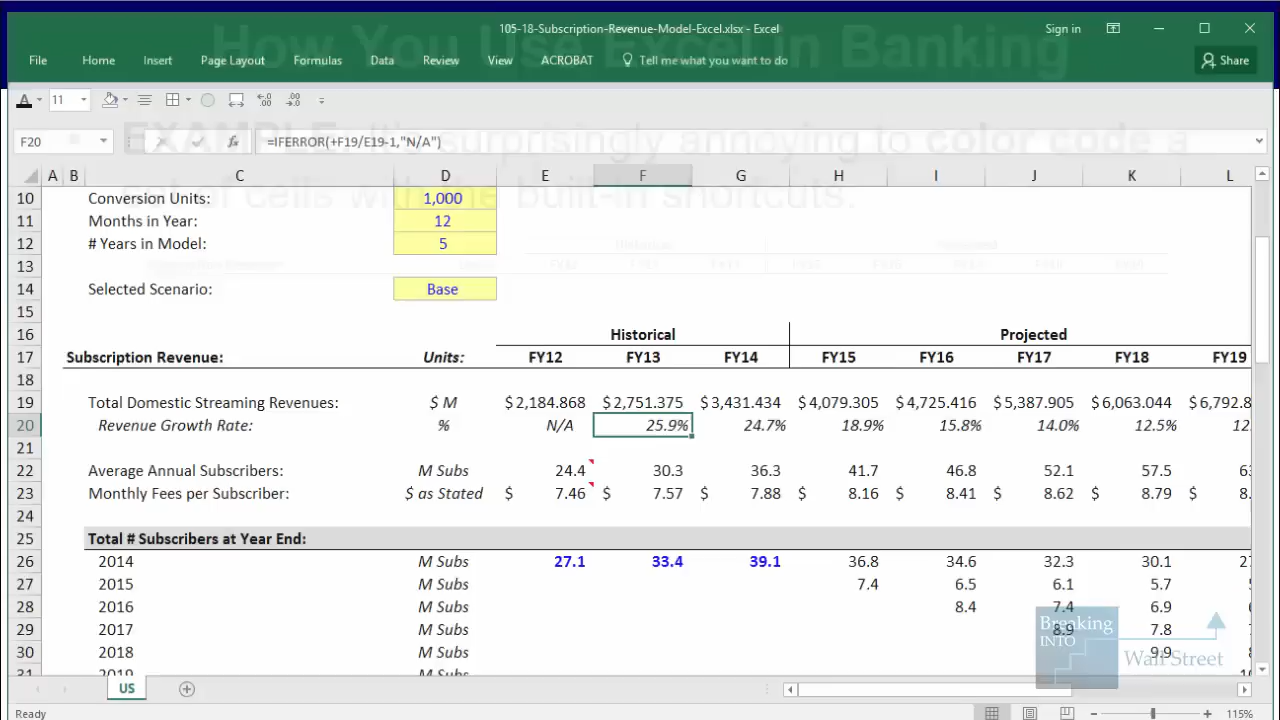 105-18-Subscription-Revenue-Model-Excel.xlsx - Excel
Sign in
How You Use Excel in Banking
File Home Insert Page Layout Formulas Data Review View ACROBAT Tell me what you want to do Share
A 11
F20 =IFERROR(+F19/E19-1,"N/A")
EXAMPLE: It's surprisingly annoying to color code a
set of cells with the built-in shortcuts.
A B C D E F G H I J K L
10 Conversion Units: 1,000
11 Months in Year: 12
12 # Years in Model: 5
13
14 Selected Scenario: Base
15
16 Historical Projected
17 Subscription Revenue: Units: FY12 FY13 FY14 FY15 FY16 FY17 FY18 FY19
18
19 Total Domestic Streaming Revenues: $ M $ 2,184.868 $ 2,751.375 $ 3,431.434 $ 4,079.305 $ 4,725.416 $ 5,387.905 $ 6,063.044 $ 6,792.8
20 Revenue Growth Rate: % N/A 25.9% 24.7% 18.9% 15.8% 14.0% 12.5% 12
21
22 Average Annual Subscribers: M Subs 24.4 30.3 36.3 41.7 46.8 52.1 57.5 63
23 Monthly Fees per Subscriber: $ as Stated $ 7.46 $ 7.57 $ 7.88 $ 8.16 $ 8.41 $ 8.62 $ 8.79 $ 8.
24
25 Total # Subscribers at Year End:
26 2014 M Subs 27.1 33.4 39.1 36.8 34.6 32.3 30.1 2
27 2015 M Subs 7.4 6.5 6.1 5.7
28 2016 M Subs 8.4 7.4 6.9
29 2017 M Subs 8.9 7.8
30 2018 M Subs 9.9
31 2019 M Subs
Breaking
INTO
Wall Street
US
Ready 115%